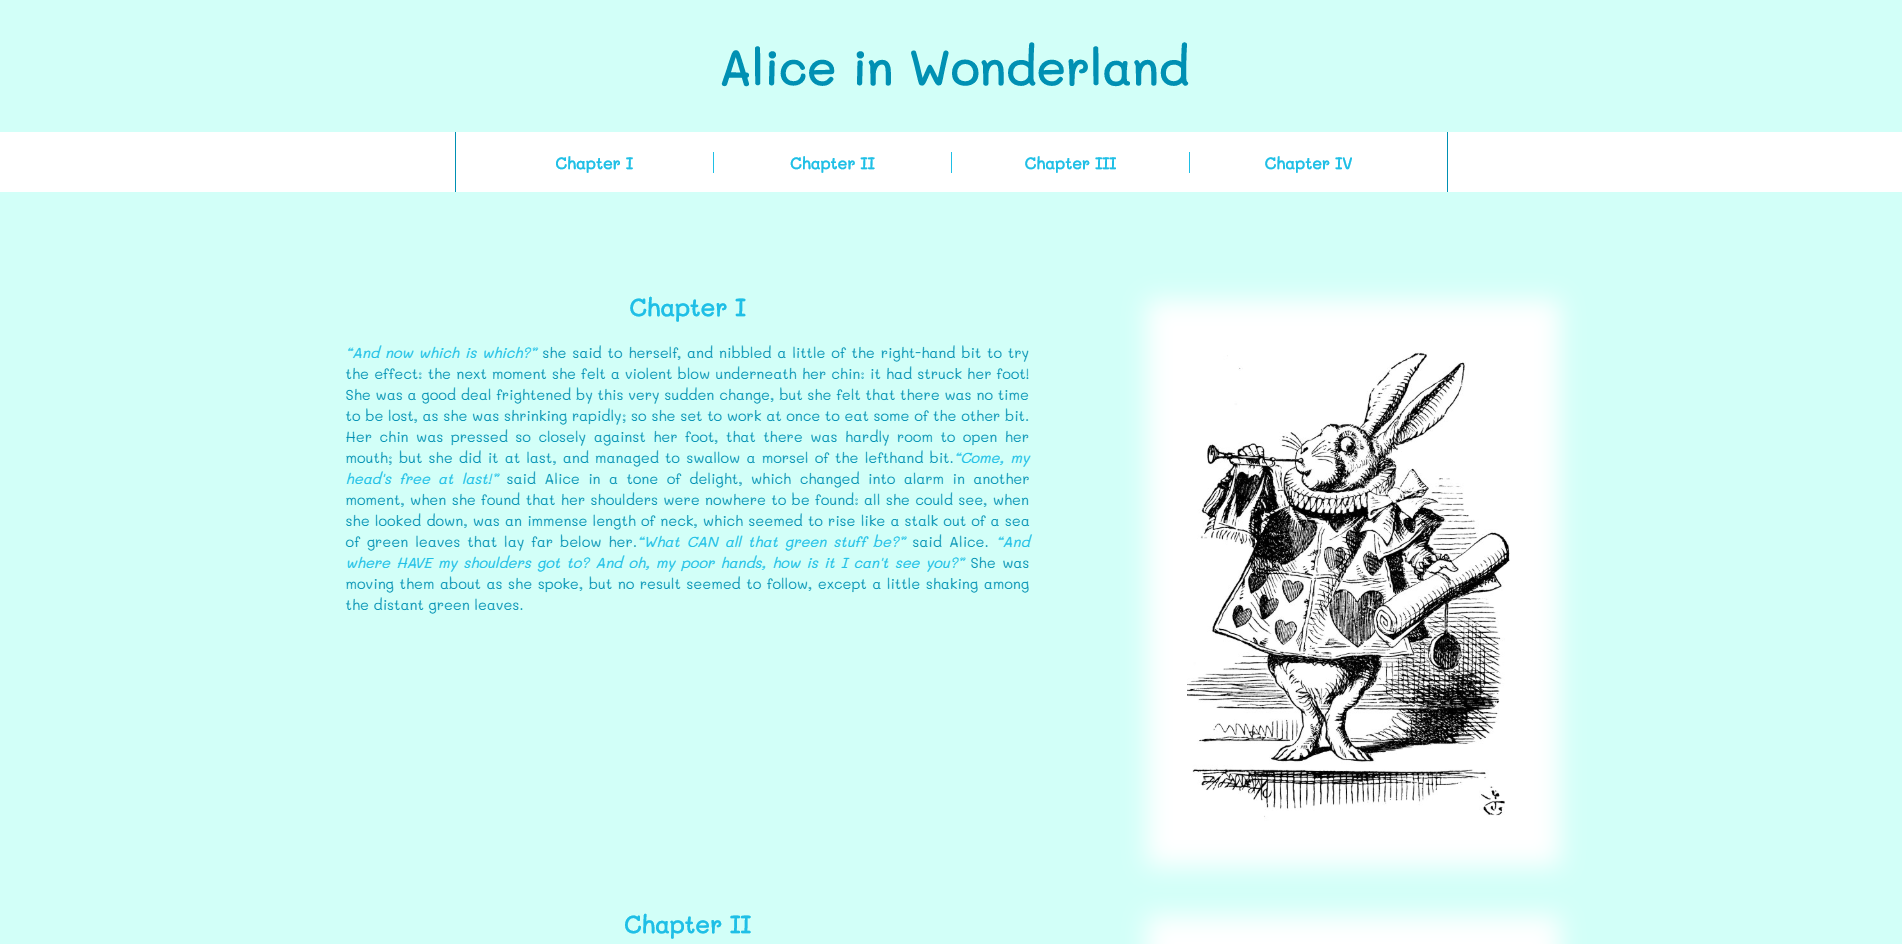 Alice in Wonderland
Chapter I
Chapter II
Chapter III
Chapter IV
Chapter I
“And now which is which?” she said to herself, and nibbled a little of the right-hand bit to try
the effect: the next moment she felt a violent blow underneath her chin: it had struck her foot!
She was a good deal frightened by this very sudden change, but she felt that there was no time
to be lost, as she was shrinking rapidly; so she set to work at once to eat some of the other bit.
Her chin was pressed so closely against her foot, that there was hardly room to open her
mouth; but she did it at last, and managed to swallow a morsel of the lefthand bit.“Come, my
head's free at last!” said Alice in a tone of delight, which changed into alarm in another
moment, when she found that her shoulders were nowhere to be found: all she could see, when
she looked down, was an immense length of neck, which seemed to rise like a stalk out of a sea
of green leaves that lay far below her.“What CAN all that green stuff be?” said Alice. “And
where HAVE my shoulders got to? And oh, my poor hands, how is it I can't see you?” She was
moving them about as she spoke, but no result seemed to follow, except a little shaking among
the distant green leaves.
Chapter II